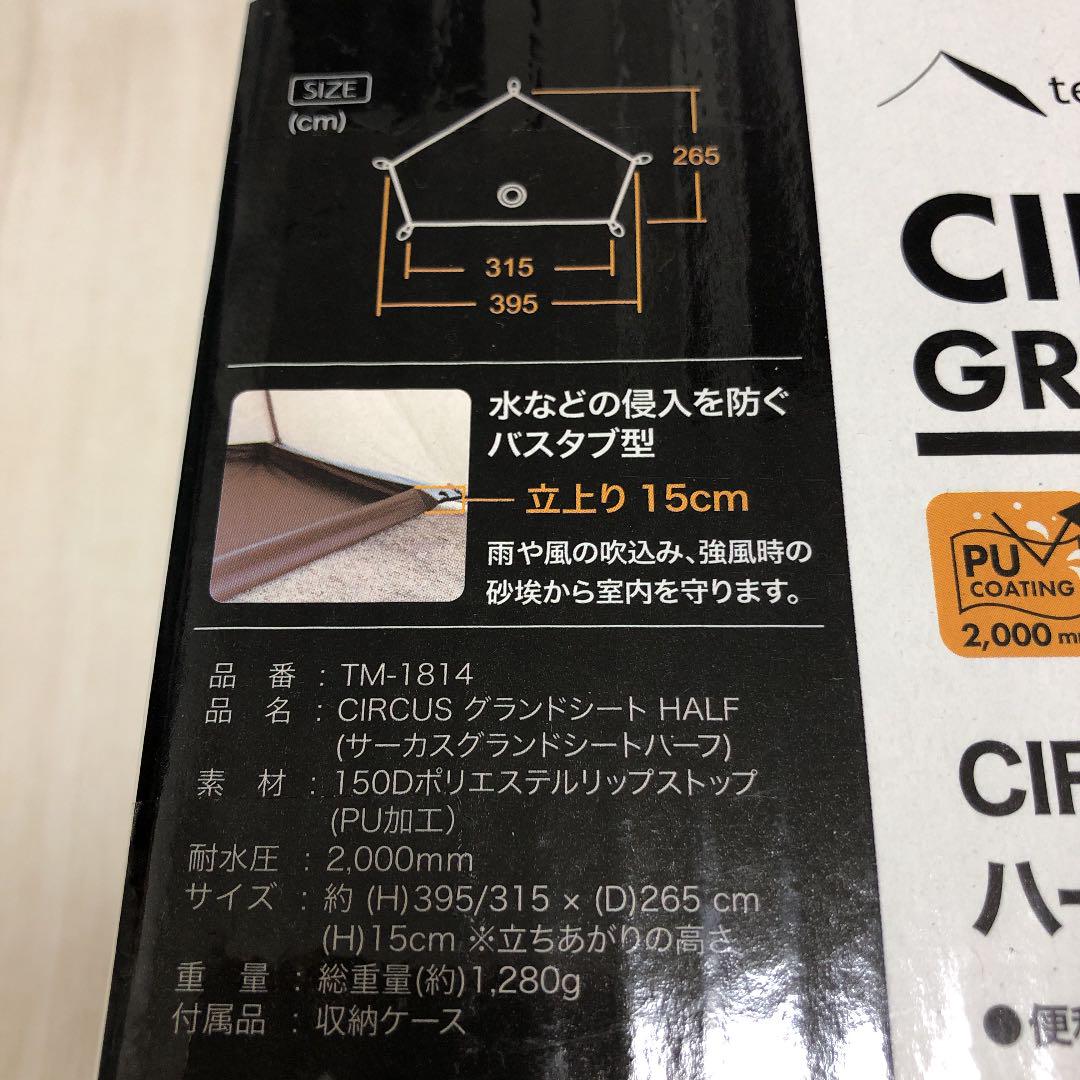 SIZE
(cm)
265
315
395
水などの侵入を防ぐ
バスタブ型
立上り 15cm
雨や風の吹込み、強風時の
砂埃から室内を守ります。
品 番 : TM-1814
品 名 : CIRCUS グランドシート HALF
(サーカスグランドシートハーフ)
素 材 : 150Dポリエステルリップストップ
(PU加工)
耐水圧 : 2,000mm
サイズ : 約 (H)395/315 × (D)265 cm
(H)15cm ※立ちあがりの高さ
重 量 : 総重量(約)1,280g
付属品 : 収納ケース
te
CI
GR
PU
COATING
2,000 m
CIR
ハー
●便利